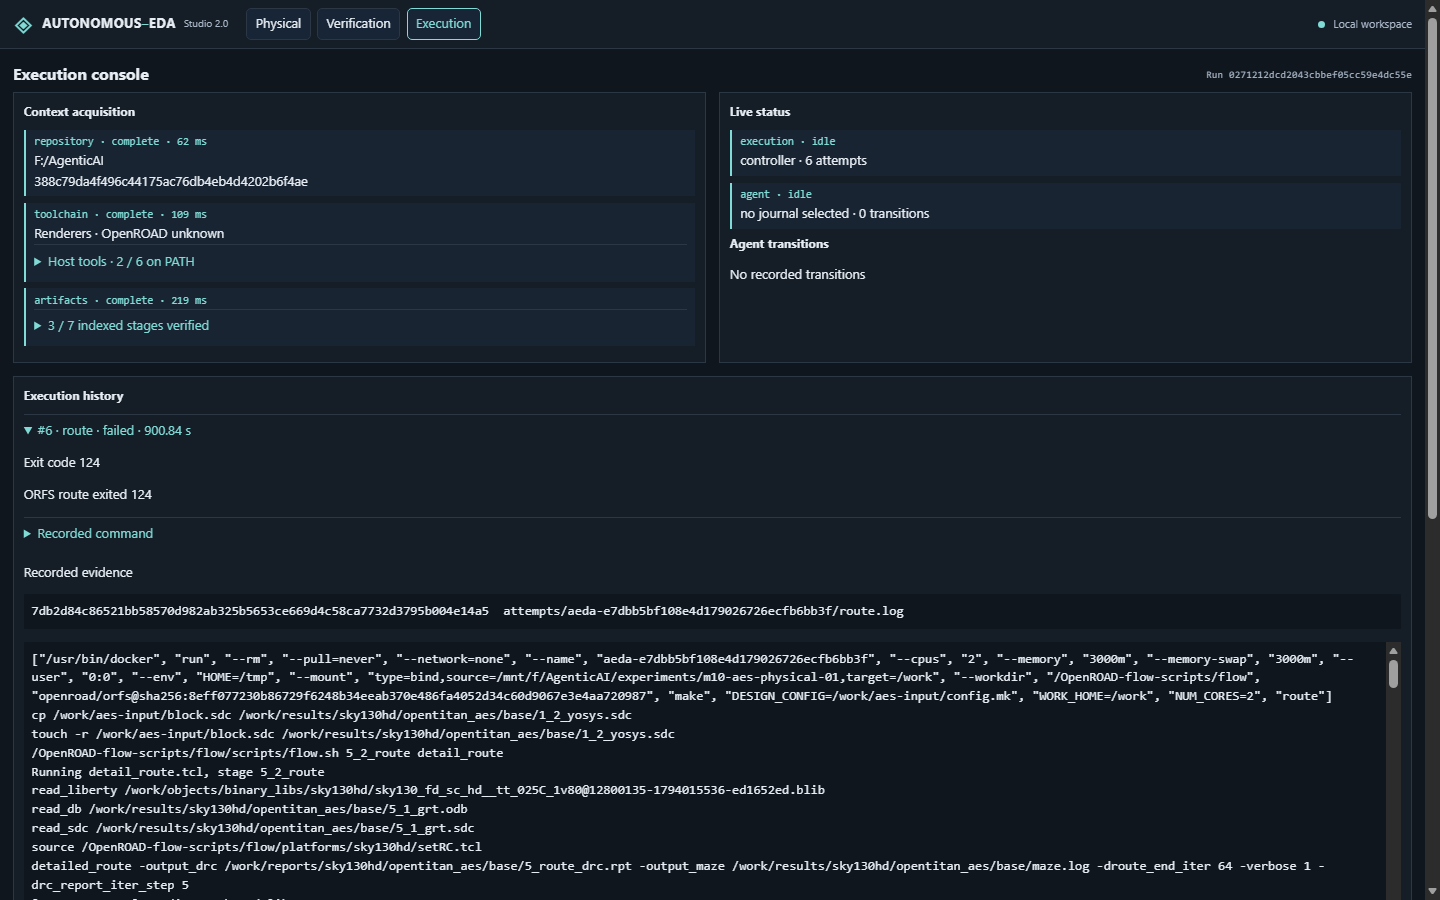 AUTONOMOUS–EDA Studio 2.0 Physical Verification Execution Local workspace
Execution console Run 0271212dcd2043cbbef05cc59e4dc55e
Context acquisition
repository · complete · 62 ms
F:/AgenticAI
388c79da4f496c44175ac76db4eb4d4202b6f4ae
toolchain · complete · 109 ms
Renderers · OpenROAD unknown
Host tools · 2 / 6 on PATH
artifacts · complete · 219 ms
3 / 7 indexed stages verified
Live status
execution · idle
controller · 6 attempts
agent · idle
no journal selected · 0 transitions
Agent transitions
No recorded transitions
Execution history
#6 · route · failed · 900.84 s
Exit code 124
ORFS route exited 124
Recorded command
Recorded evidence
7db2d84c86521bb58570d982ab325b5653ce669d4c58ca7732d3795b004e14a5  attempts/aeda-e7dbb5bf108e4d179026726ecfb6bb3f/route.log
["/usr/bin/docker", "run", "--rm", "--pull=never", "--network=none", "--name", "aeda-e7dbb5bf108e4d179026726ecfb6bb3f", "--cpus", "2", "--memory", "3000m", "--memory-swap", "3000m", "--
user", "0:0", "--env", "HOME=/tmp", "--mount", "type=bind,source=/mnt/f/AgenticAI/experiments/m10-aes-physical-01,target=/work", "--workdir", "/OpenROAD-flow-scripts/flow",
"openroad/orfs@sha256:8eff077230b86729f6248b34eeab370e486fa4052d34c60d9067e3e4aa720987", "make", "DESIGN_CONFIG=/work/aes-input/config.mk", "WORK_HOME=/work", "NUM_CORES=2", "route"]
cp /work/aes-input/block.sdc /work/results/sky130hd/opentitan_aes/base/1_2_yosys.sdc
touch -r /work/aes-input/block.sdc /work/results/sky130hd/opentitan_aes/base/1_2_yosys.sdc
/OpenROAD-flow-scripts/flow/scripts/flow.sh 5_2_route detail_route
Running detail_route.tcl, stage 5_2_route
read_liberty /work/objects/binary_libs/sky130hd/sky130_fd_sc_hd__tt_025C_1v80@12800135-1794015536-ed1652ed.blib
read_db /work/results/sky130hd/opentitan_aes/base/5_1_grt.odb
read_sdc /work/results/sky130hd/opentitan_aes/base/5_1_grt.sdc
source /OpenROAD-flow-scripts/flow/platforms/sky130hd/setRC.tcl
detailed_route -output_drc /work/reports/sky130hd/opentitan_aes/base/5_route_drc.rpt -output_maze /work/results/sky130hd/opentitan_aes/base/maze.log -droute_end_iter 64 -verbose 1 -
drc_report_iter_step 5